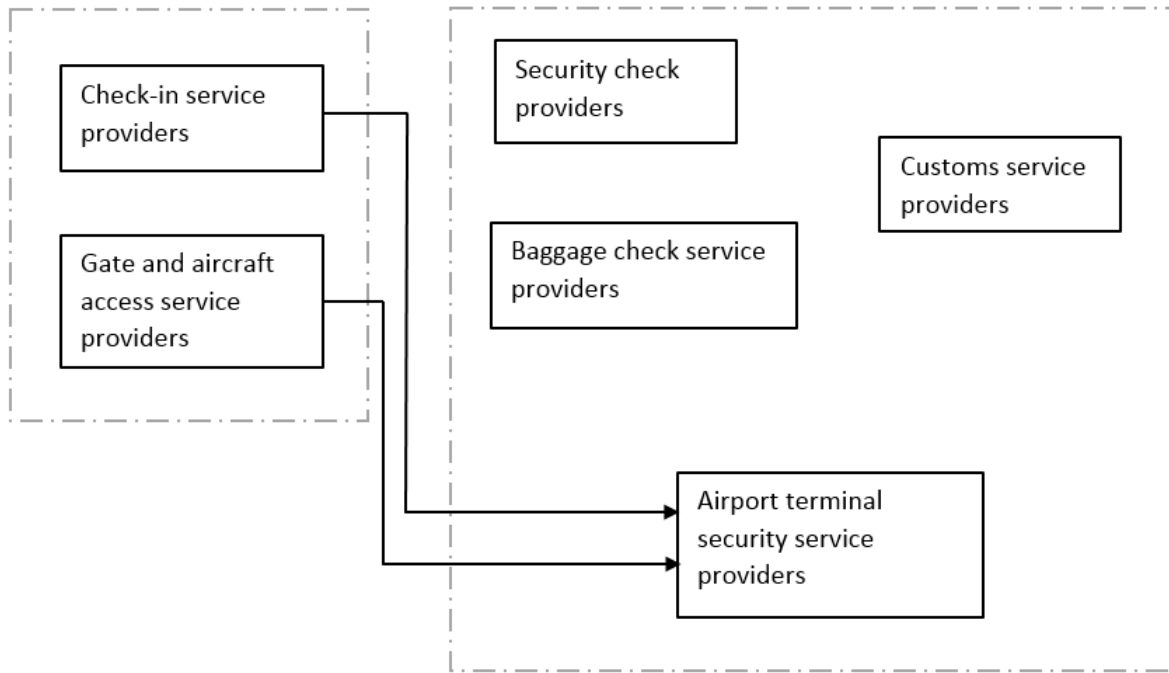 Check-in service
providers
Gate and aircraft
access service
providers
Security check
providers
Baggage check service
providers
Customs service
providers
Airport terminal
security service
providers